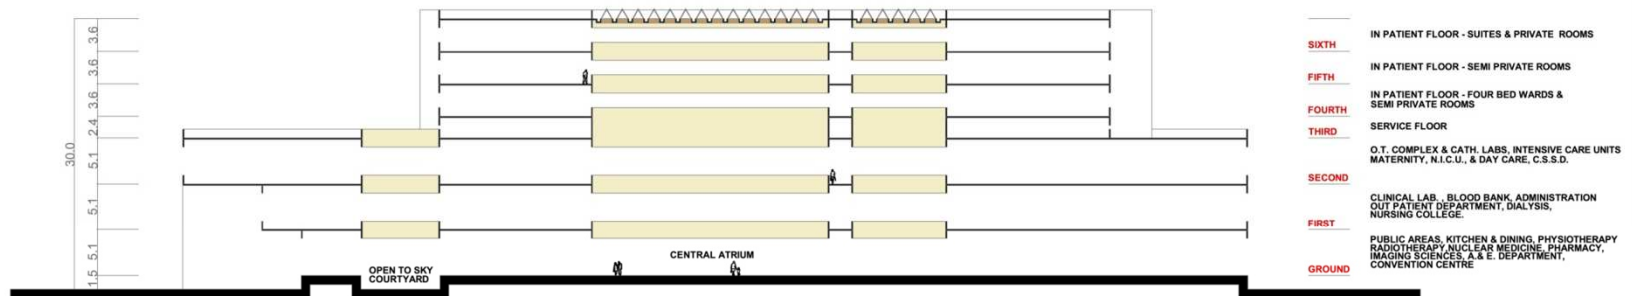 3.6
3.6
3.6
2.4
5.1
5.1
5.1
1.5
30.0
OPEN TO SKY
COURTYARD
CENTRAL ATRIUM
SIXTH
IN PATIENT FLOOR - SUITES & PRIVATE ROOMS
FIFTH
IN PATIENT FLOOR - SEMI PRIVATE ROOMS
FOURTH
IN PATIENT FLOOR - FOUR BED WARDS &
SEMI PRIVATE ROOMS
THIRD
SERVICE FLOOR
SECOND
O.T. COMPLEX & CATH. LABS, INTENSIVE CARE UNITS
MATERNITY, N.I.C.U., & DAY CARE, C.S.S.D.
FIRST
CLINICAL LAB. , BLOOD BANK, ADMINISTRATION
OUT PATIENT DEPARTMENT, DIALYSIS,
NURSING COLLEGE.
GROUND
PUBLIC AREAS, KITCHEN & DINING, PHYSIOTHERAPY
RADIOTHERAPY,NUCLEAR MEDICINE, PHARMACY,
IMAGING SCIENCES, A.& E. DEPARTMENT,
CONVENTION CENTRE